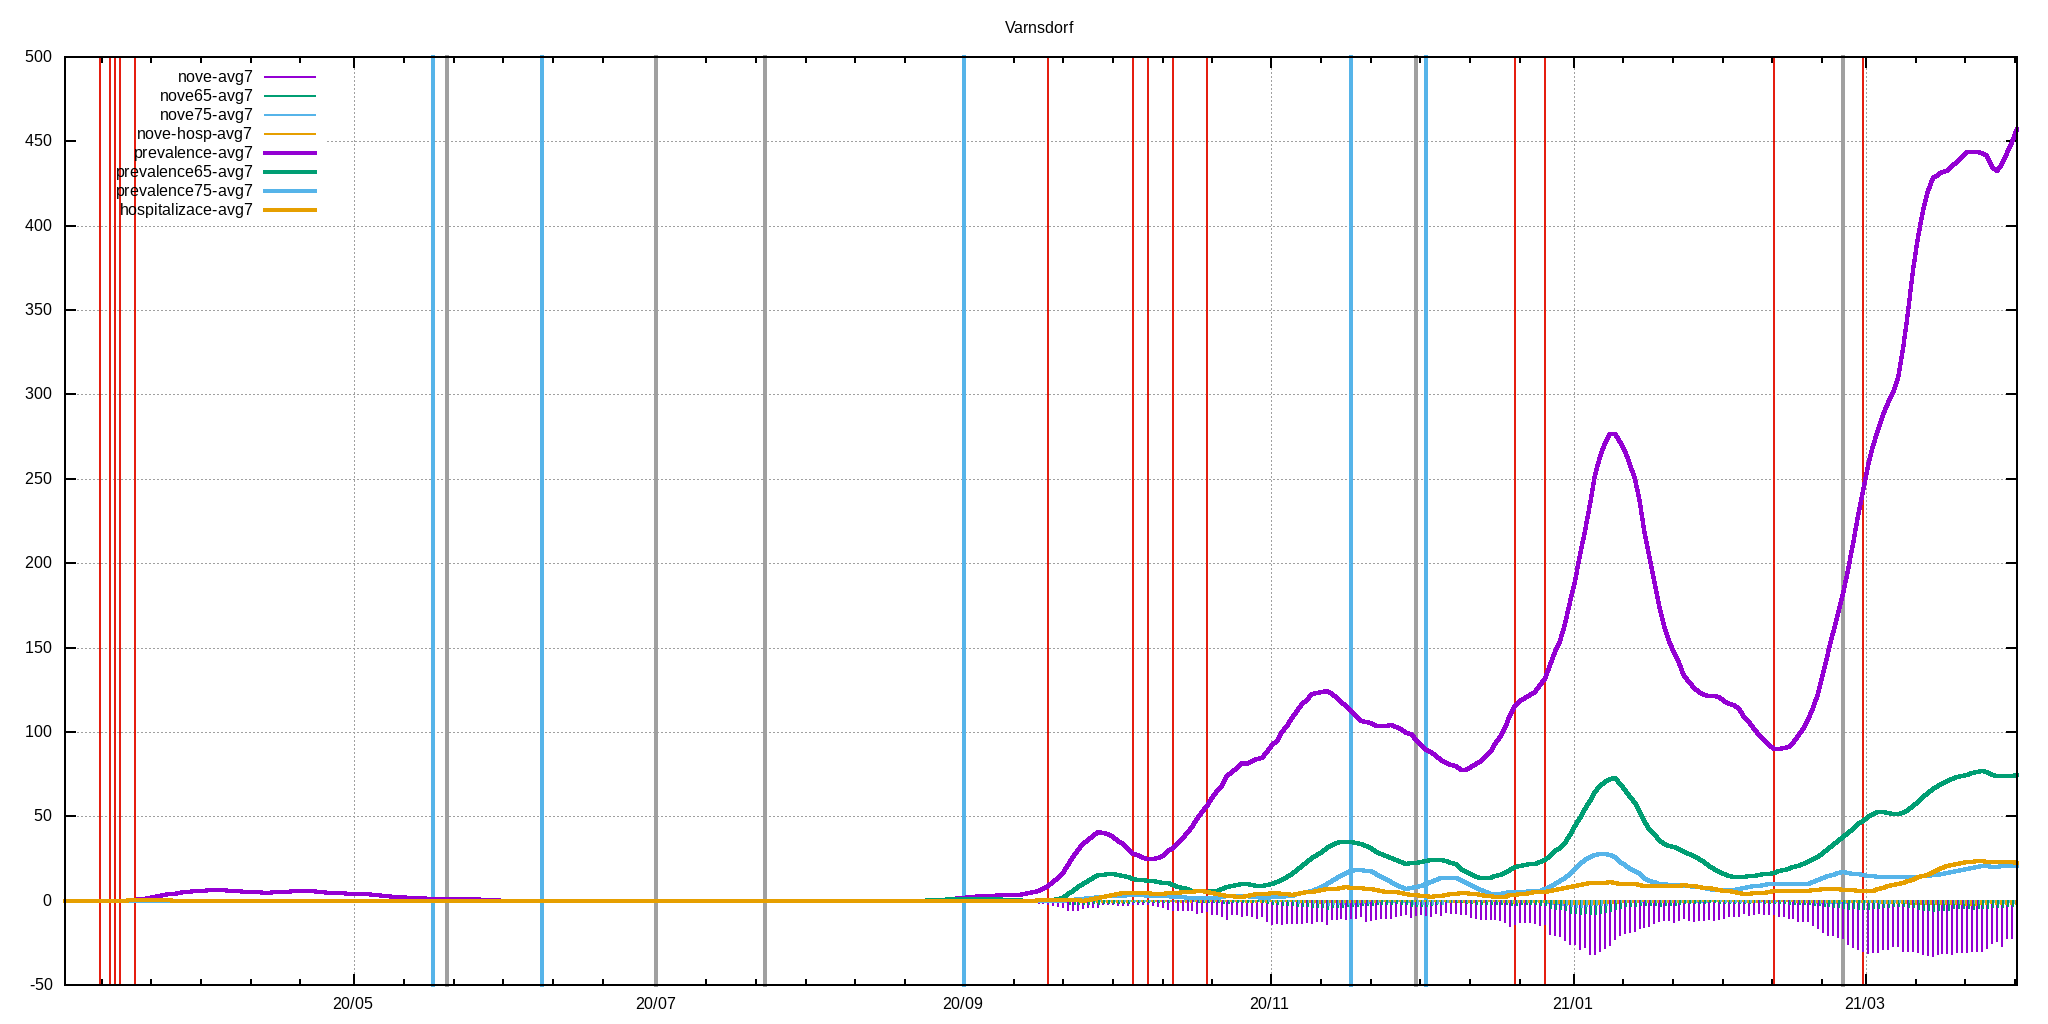 Varnsdorf
500
450
400
350
300
250
200
150
100
50
0
-50
nove-avg7
nove65-avg7
nove75-avg7
nove-hosp-avg7
prevalence-avg7
prevalence65-avg7
prevalence75-avg7
hospitalizace-avg7
20/05 20/07 20/09 20/11 21/01 21/03